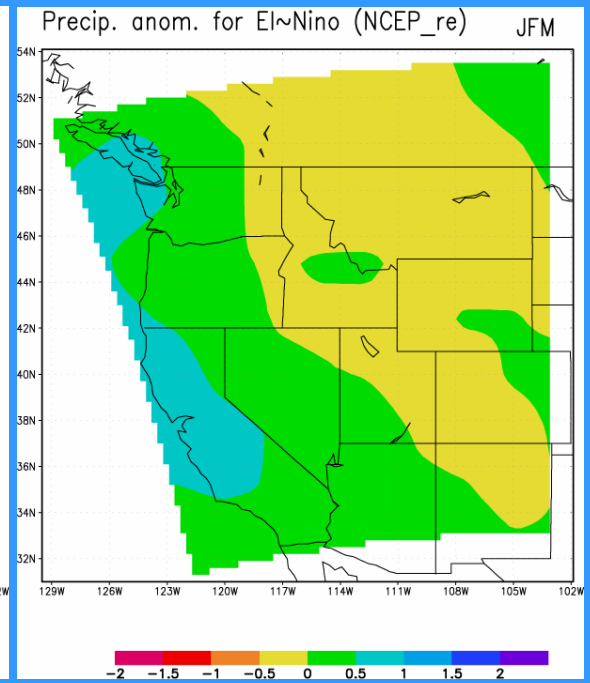 Precip. anom. for El~Nino (NCEP_re) JFM
54N
52N
50N
48N
46N
44N
42N
40N
38N
36N
34N
32N
129W 126W 123W 120W 117W 114W 111W 108W 105W 102W
-2 -1.5 -1 -0.5 0 0.5 1 1.5 2